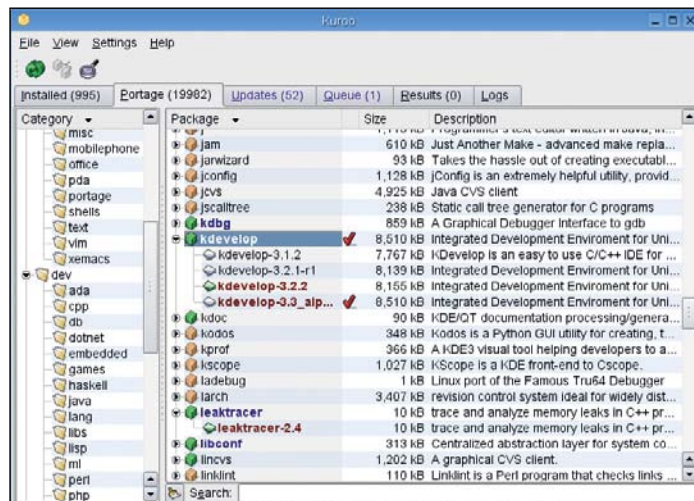 Kuroo
File View Settings Help
Installed (995) Portage (19982) Updates (52) Queue (1) Results (0) Logs
Category
misc
mobilephone
office
pda
portage
shells
text
vim
xemacs
dev
ada
cpp
db
dotnet
embedded
games
haskell
java
lang
libs
lisp
ml
perl
php
Package Size Description
jam 610 kB Just Another Make - advanced make repla...
jarwizard 93 kB Takes the hassle out of creating executabl...
jconfig 1,128 kB jConfig is an extremely helpful utility, provid...
jcvs 4,925 kB Java CVS client
jscalltree 238 kB Static call tree generator for C programs
kdbg 859 kB A Graphical Debugger Interface to gdb
kdevelop 8,510 kB Integrated Development Enviroment for Uni...
kdevelop-3.1.2 7,767 kB KDevelop is an easy to use C/C++ IDE for ...
kdevelop-3.2.1-r1 8,139 kB Integrated Development Enviroment for Uni...
kdevelop-3.2.2 8,155 kB Integrated Development Enviroment for Uni...
kdevelop-3.3_alp... 8,510 kB Integrated Development Enviroment for Uni...
kdoc 90 kB KDE/QT documentation processing/genera...
kodos 348 kB Kodos is a Python GUI utility for creating, t...
kprof 366 kB A KDE3 visual tool helping developers to a...
kscope 1,027 kB KScope is a KDE front-end to Cscope.
ladebug 1 kB Linux port of the Famous Tru64 Debugger
larch 3,407 kB revision control system ideal for widely dist...
leaktracer 10 kB trace and analyze memory leaks in C++ pr...
leaktracer-2.4 10 kB trace and analyze memory leaks in C++ pr...
libconf 313 kB Centralized abstraction layer for system co...
lincvs 1,202 kB A graphical CVS client.
linklint 110 kB Linklint is a Perl program that checks links ...
Search: